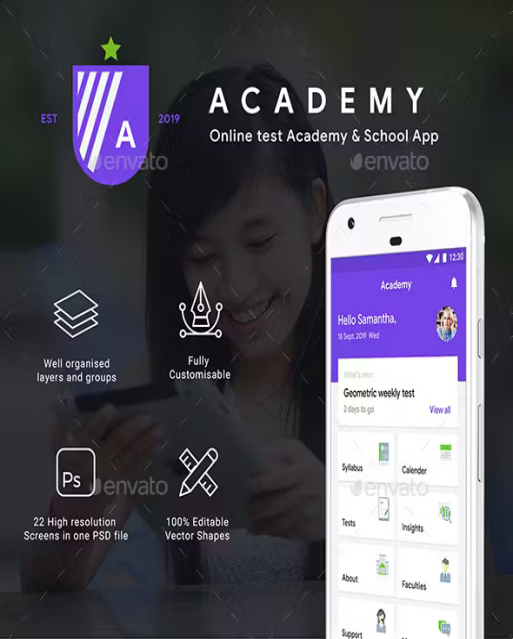 EST
A
2019
ACADEMY
Online test Academy & School App
envato
envato
Well organised
layers and groups
Fully
Customisable
Ps
22 High resolution
Screens in one PSD file
100% Editable
Vector Shapes
envato
envato
12:30
Academy
Hello Samantha,
18 Sept, 2019 Wed
What's next
Geometric weekly test
2 days to go
View all
Syllabus
Calender
Tests
Insights
About
Faculties
Support